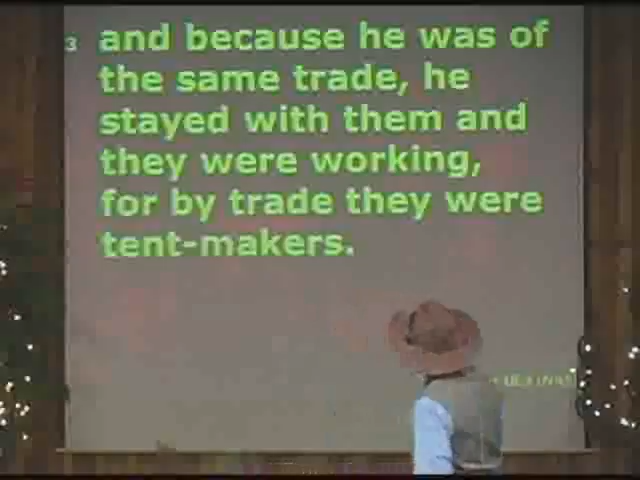 3 and because he was of
the same trade, he
stayed with them and
they were working,
for by trade they were
tent-makers.